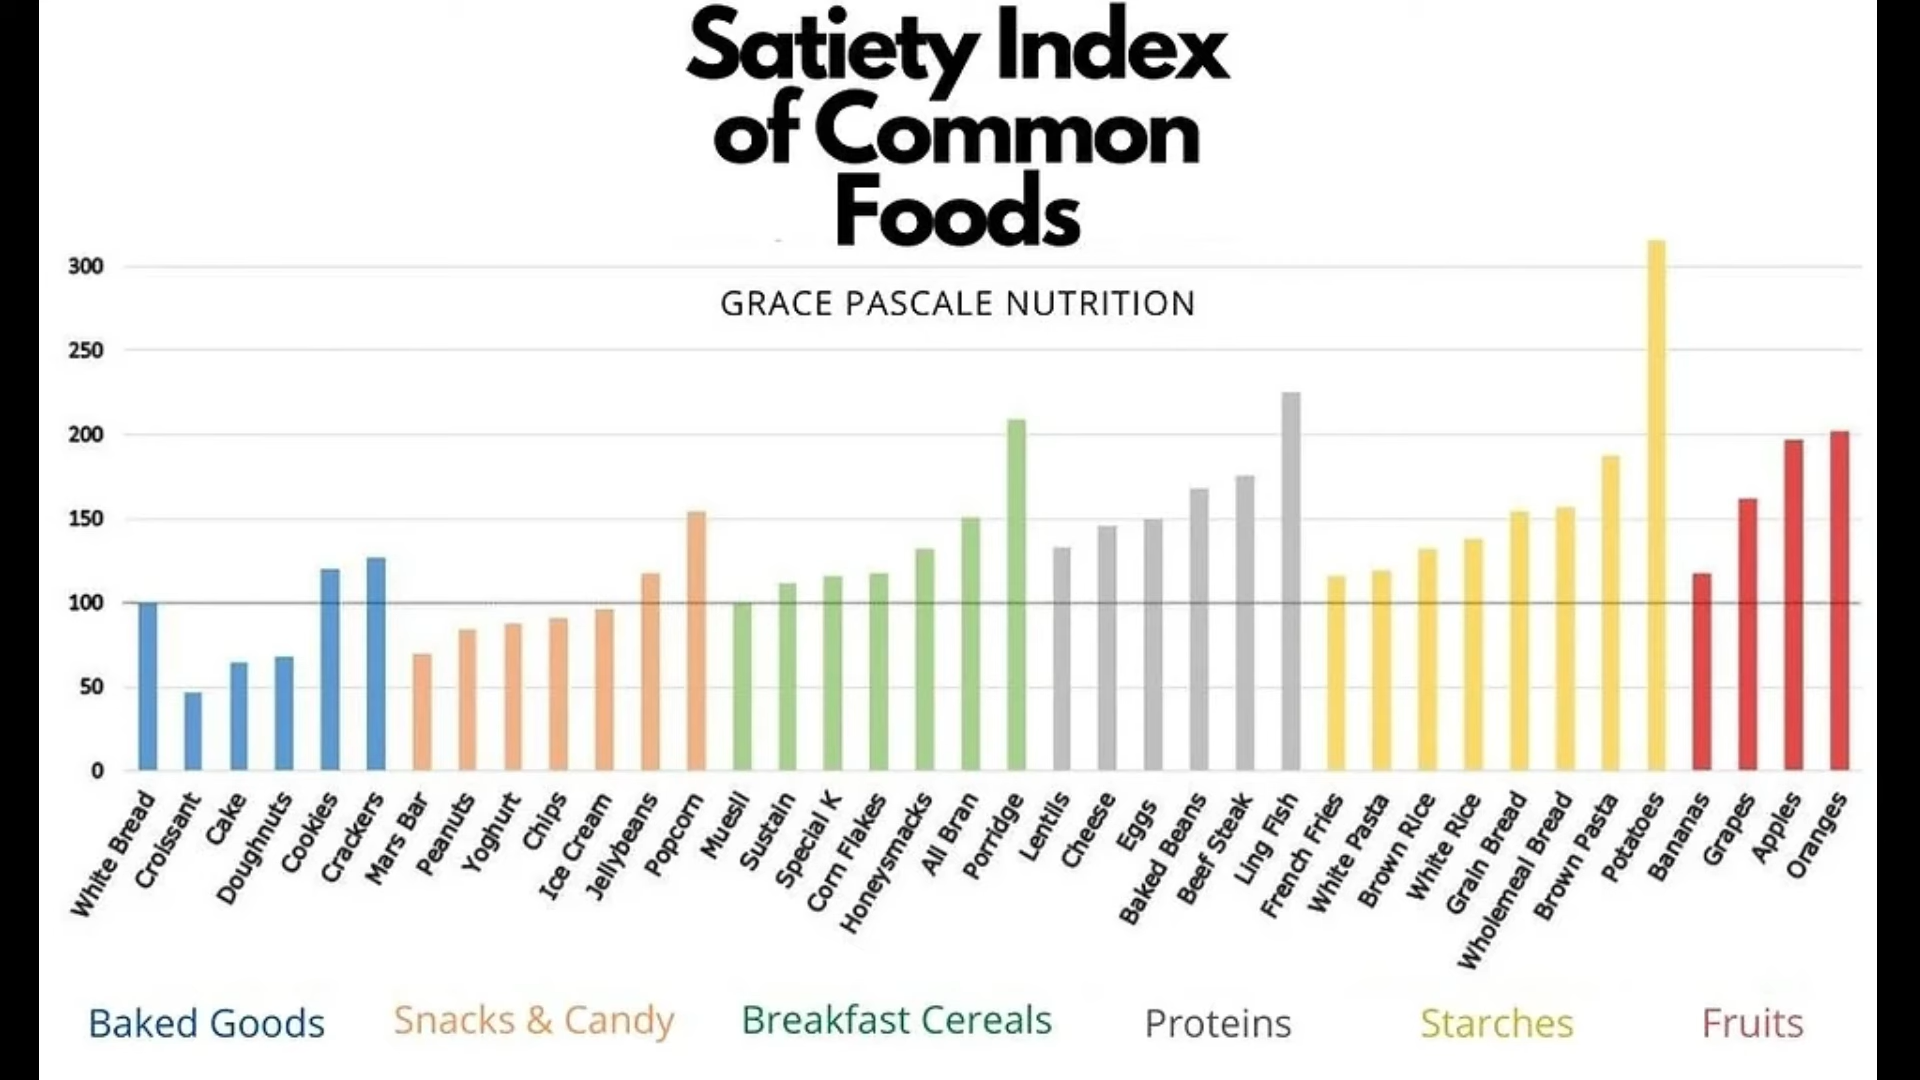 Satiety Index
of Common
Foods
GRACE PASCALE NUTRITION
300
250
200
150
100
50
0
White Bread
Croissant
Cake
Doughnuts
Cookies
Crackers
Mars Bar
Peanuts
Yoghurt
Chips
Ice Cream
Jellybeans
Popcorn
Muesli
Sustain
Special K
Corn Flakes
Honeysmacks
All Bran
Porridge
Lentils
Cheese
Eggs
Baked Beans
Beef Steak
Ling Fish
French Fries
White Pasta
Brown Rice
White Rice
Grain Bread
Wholemeal Bread
Brown Pasta
Potatoes
Bananas
Grapes
Apples
Oranges
Baked Goods
Snacks & Candy
Breakfast Cereals
Proteins
Starches
Fruits